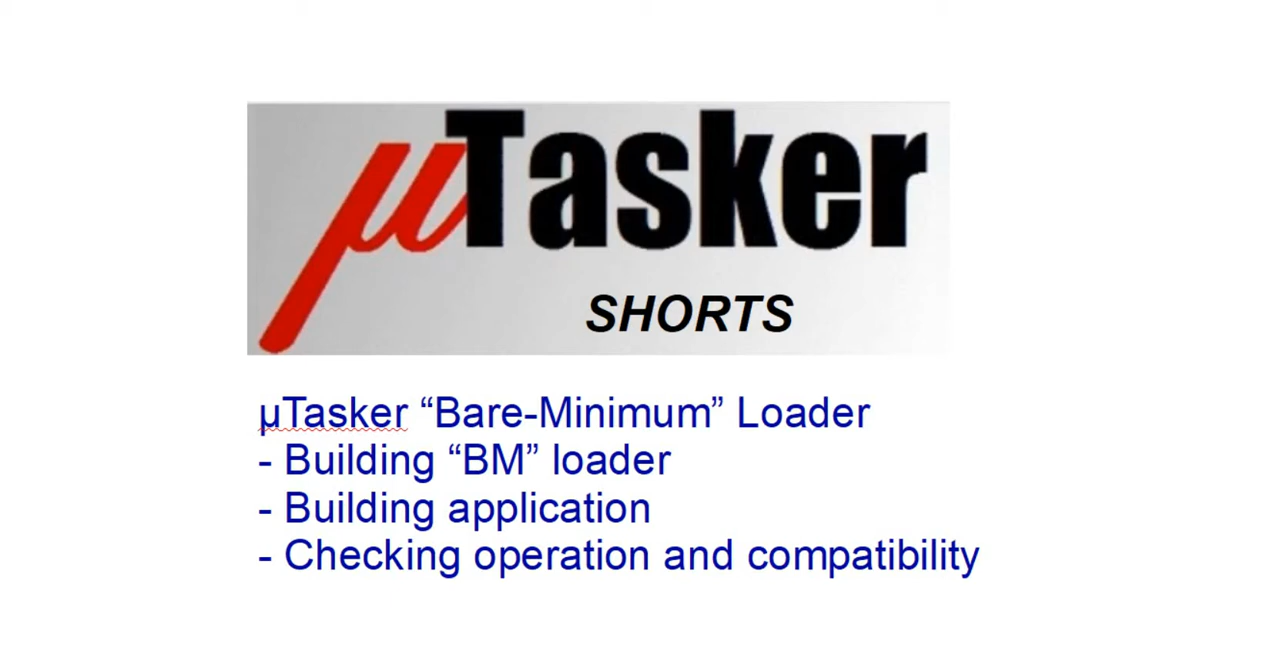 µTasker
SHORTS
µTasker “Bare-Minimum” Loader
- Building “BM” loader
- Building application
- Checking operation and compatibility